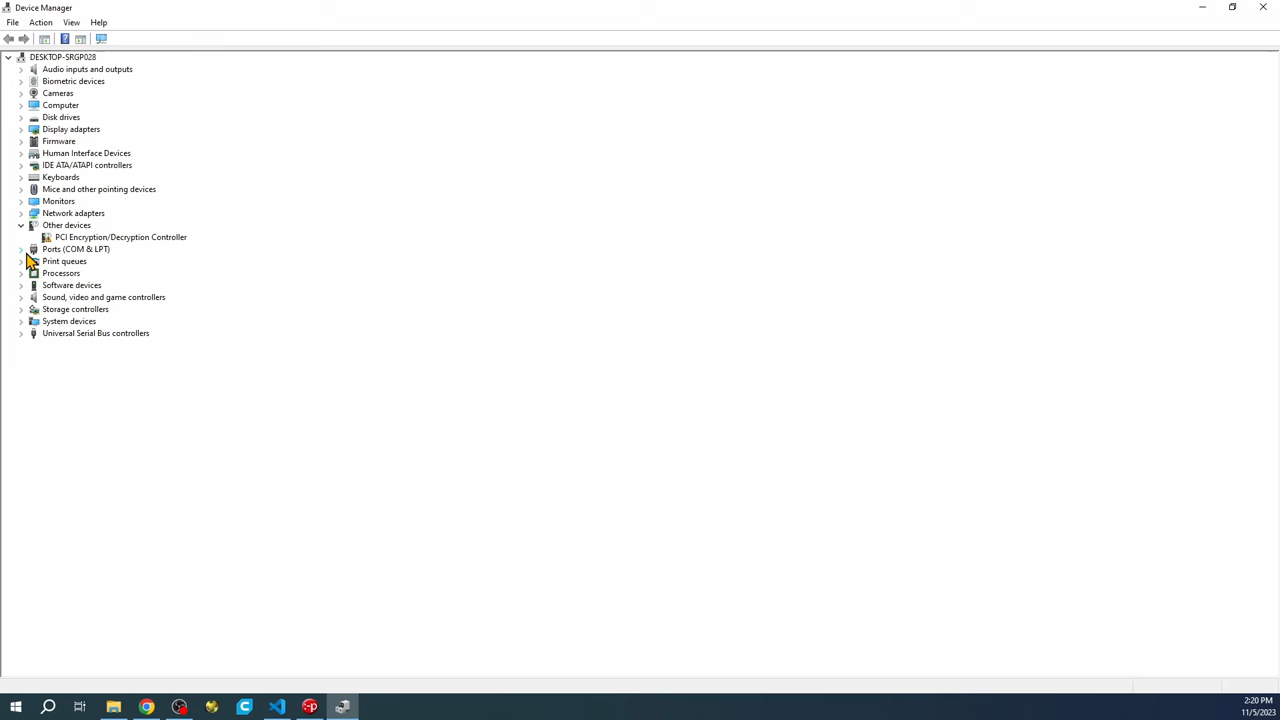 Device Manager
File Action View Help
DESKTOP-SRGP028
Audio inputs and outputs
Biometric devices
Cameras
Computer
Disk drives
Display adapters
Firmware
Human Interface Devices
IDE ATA/ATAPI controllers
Keyboards
Mice and other pointing devices
Monitors
Network adapters
Other devices
PCI Encryption/Decryption Controller
Ports (COM & LPT)
Print queues
Processors
Software devices
Sound, video and game controllers
Storage controllers
System devices
Universal Serial Bus controllers
2:20 PM
11/5/2023